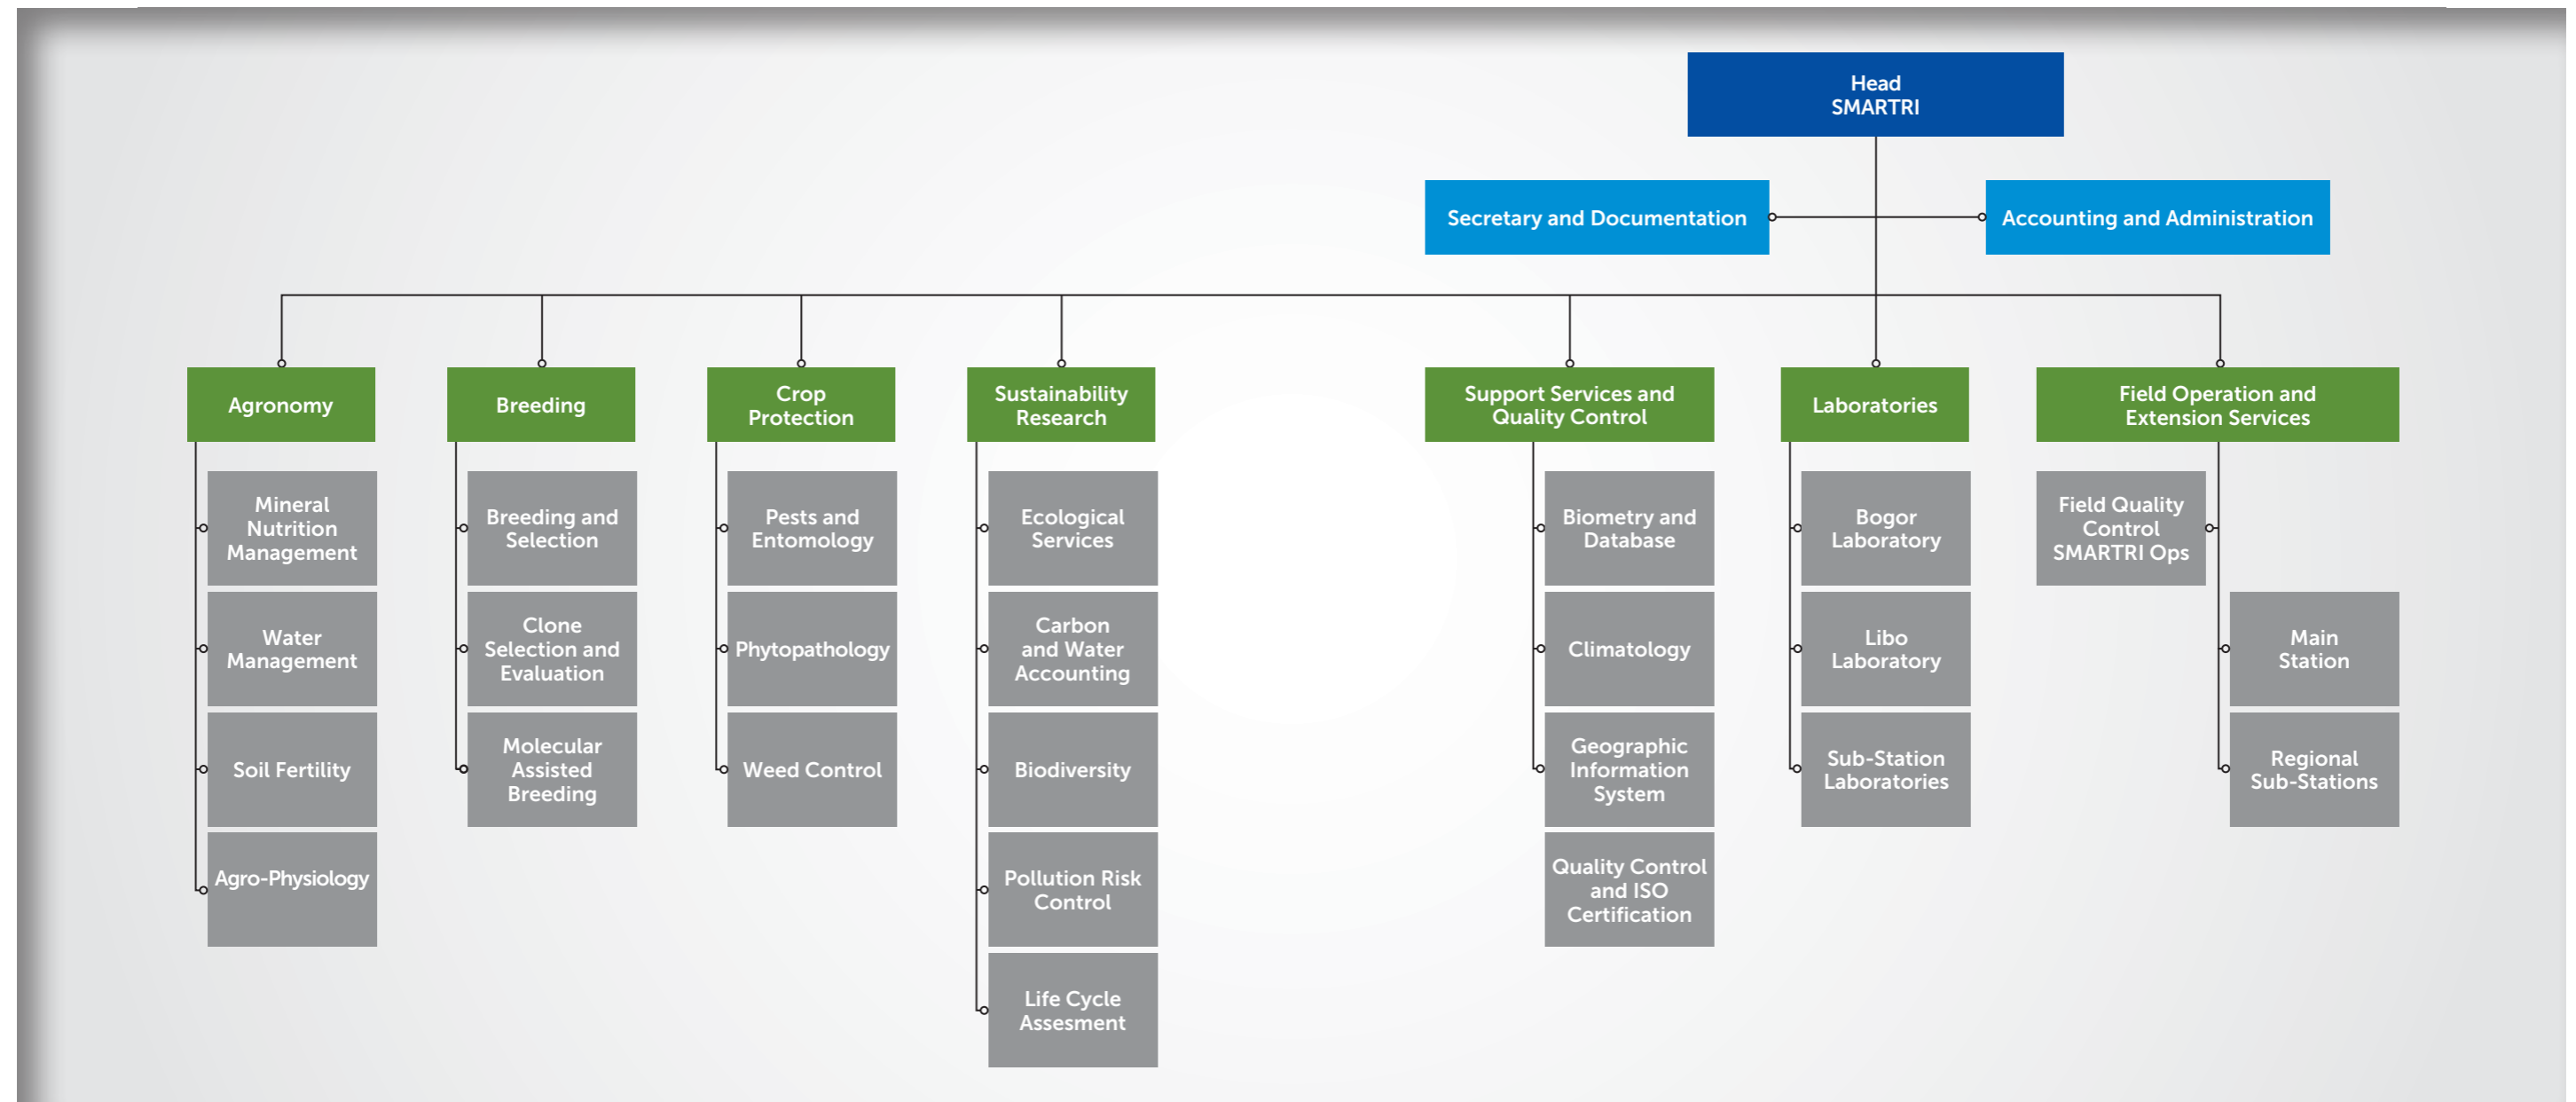 Head
SMARTRI
Secretary and Documentation
Accounting and Administration
Agronomy
Mineral
Nutrition
Management
Water
Management
Soil Fertility
Agro-Physiology
Breeding
Breeding and
Selection
Clone
Selection and
Evaluation
Molecular
Assisted
Breeding
Crop
Protection
Pests and
Entomology
Phytopathology
Weed Control
Sustainability
Research
Ecological
Services
Carbon
and Water
Accounting
Biodiversity
Pollution Risk
Control
Life Cycle
Assesment
Support Services and
Quality Control
Biometry and
Database
Climatology
Geographic
Information
System
Quality Control
and ISO
Certification
Laboratories
Bogor
Laboratory
Libo
Laboratory
Sub-Station
Laboratories
Field Operation and
Extension Services
Field Quality
Control
SMARTRI Ops
Main
Station
Regional
Sub-Stations